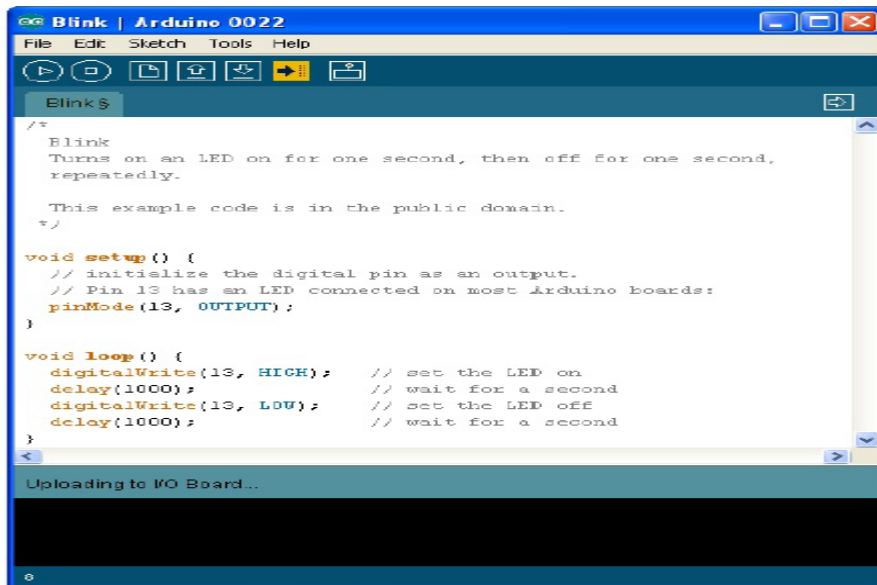 Blink | Arduino 0022
File Edit Sketch Tools Help
Blink §
/*
  Blink
  Turns on an LED on for one second, then off for one second,
  repeatedly.
  This example code is in the public domain.
 */
void setup() {
  // initialize the digital pin as an output.
  // Pin 13 has an LED connected on most Arduino boards:
  pinMode(13, OUTPUT);
}
void loop() {
  digitalWrite(13, HIGH);   // set the LED on
  delay(1000);              // wait for a second
  digitalWrite(13, LOW);    // set the LED off
  delay(1000);              // wait for a second
}
Uploading to I/O Board...